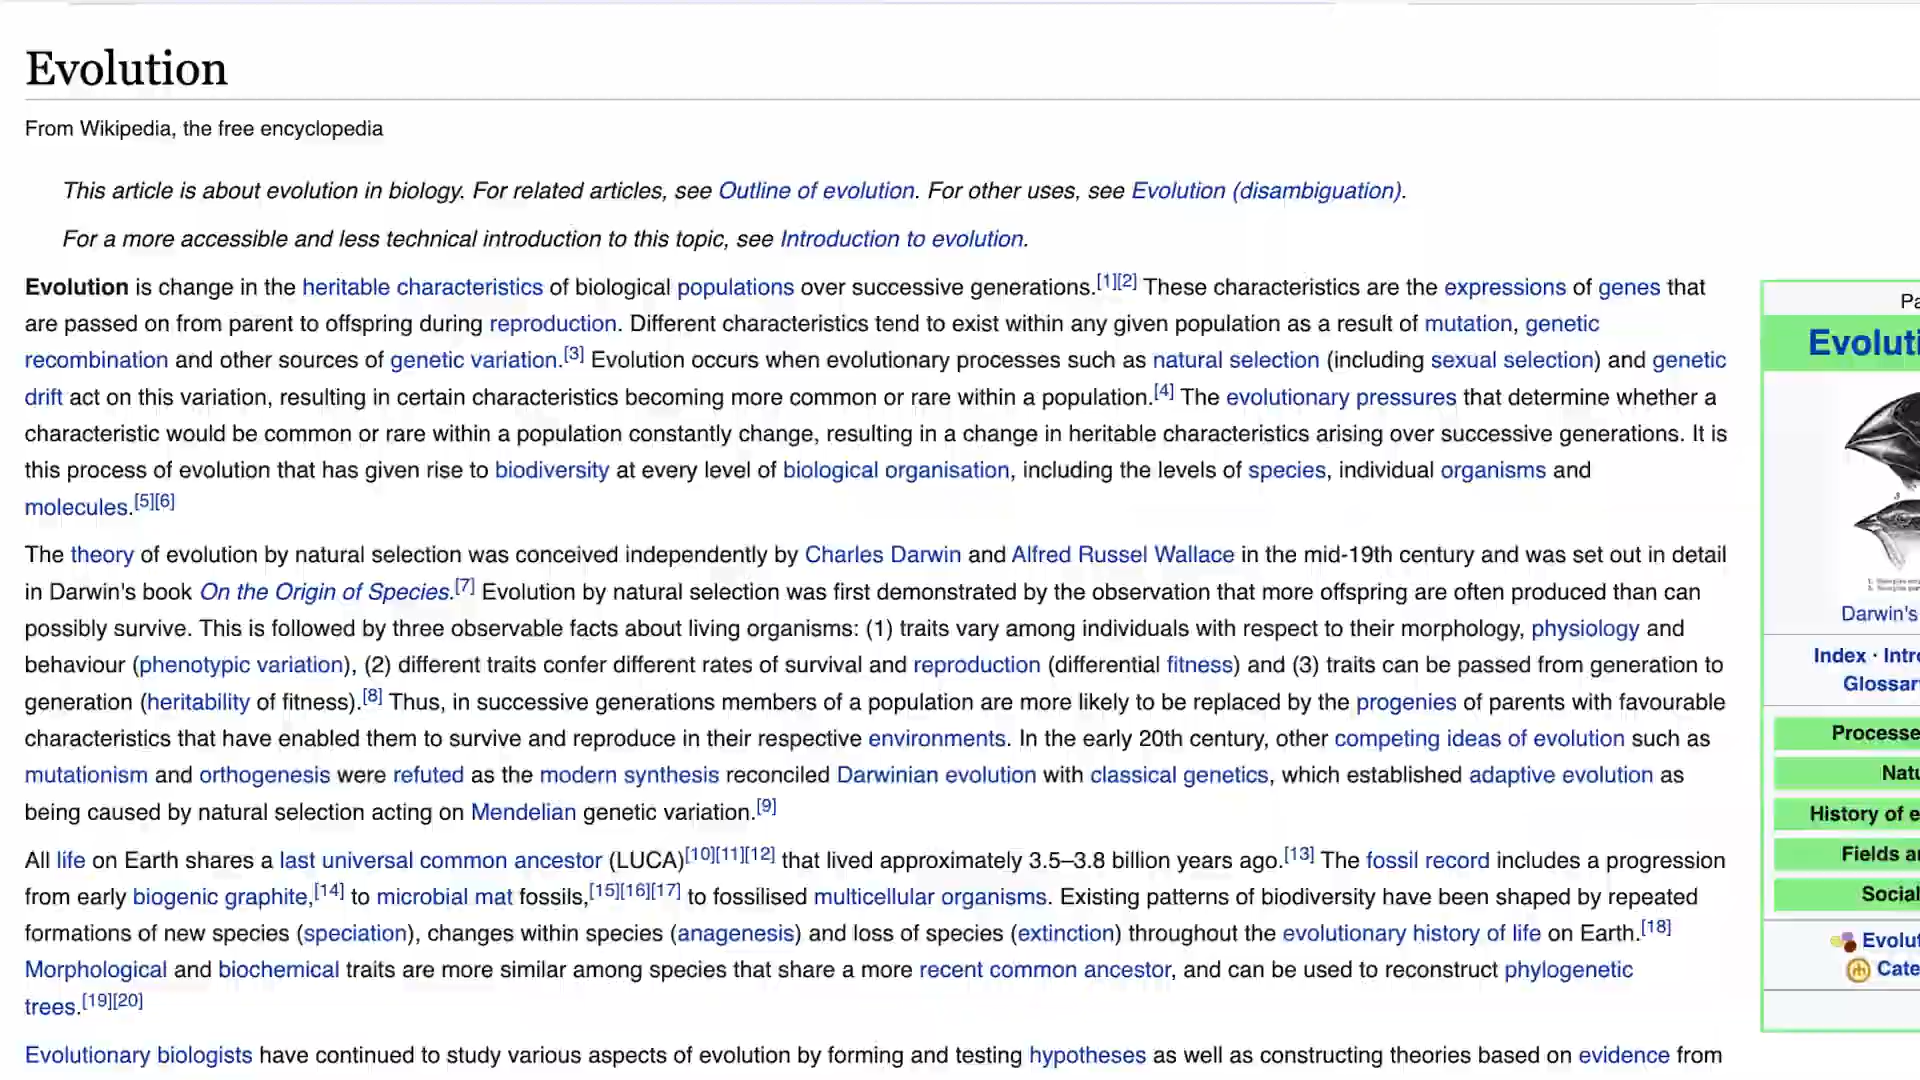 Evolution
From Wikipedia, the free encyclopedia
This article is about evolution in biology. For related articles, see Outline of evolution. For other uses, see Evolution (disambiguation).
For a more accessible and less technical introduction to this topic, see Introduction to evolution.
Evolution is change in the heritable characteristics of biological populations over successive generations.[1][2] These characteristics are the expressions of genes that
are passed on from parent to offspring during reproduction. Different characteristics tend to exist within any given population as a result of mutation, genetic
recombination and other sources of genetic variation.[3] Evolution occurs when evolutionary processes such as natural selection (including sexual selection) and genetic
drift act on this variation, resulting in certain characteristics becoming more common or rare within a population.[4] The evolutionary pressures that determine whether a
characteristic would be common or rare within a population constantly change, resulting in a change in heritable characteristics arising over successive generations. It is
this process of evolution that has given rise to biodiversity at every level of biological organisation, including the levels of species, individual organisms and
molecules.[5][6]
The theory of evolution by natural selection was conceived independently by Charles Darwin and Alfred Russel Wallace in the mid-19th century and was set out in detail
in Darwin's book On the Origin of Species.[7] Evolution by natural selection was first demonstrated by the observation that more offspring are often produced than can
possibly survive. This is followed by three observable facts about living organisms: (1) traits vary among individuals with respect to their morphology, physiology and
behaviour (phenotypic variation), (2) different traits confer different rates of survival and reproduction (differential fitness) and (3) traits can be passed from generation to
generation (heritability of fitness).[8] Thus, in successive generations members of a population are more likely to be replaced by the progenies of parents with favourable
characteristics that have enabled them to survive and reproduce in their respective environments. In the early 20th century, other competing ideas of evolution such as
mutationism and orthogenesis were refuted as the modern synthesis reconciled Darwinian evolution with classical genetics, which established adaptive evolution as
being caused by natural selection acting on Mendelian genetic variation.[9]
All life on Earth shares a last universal common ancestor (LUCA)[10][11][12] that lived approximately 3.5–3.8 billion years ago.[13] The fossil record includes a progression
from early biogenic graphite,[14] to microbial mat fossils,[15][16][17] to fossilised multicellular organisms. Existing patterns of biodiversity have been shaped by repeated
formations of new species (speciation), changes within species (anagenesis) and loss of species (extinction) throughout the evolutionary history of life on Earth.[18]
Morphological and biochemical traits are more similar among species that share a more recent common ancestor, and can be used to reconstruct phylogenetic
trees.[19][20]
Evolutionary biologists have continued to study various aspects of evolution by forming and testing hypotheses as well as constructing theories based on evidence from
Pa
Evoluti
Darwin's
Index · Intro
Glossar
Processe
Natu
History of e
Fields a
Social
Evolut
Cate